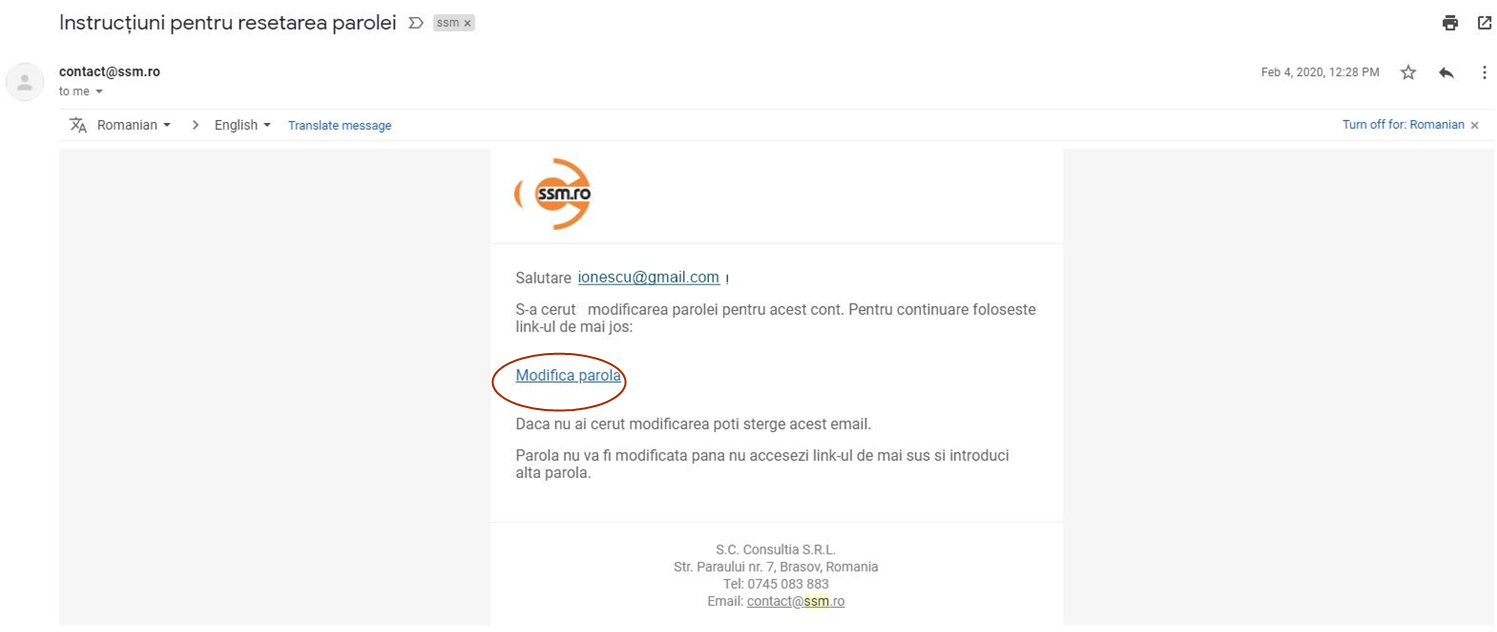 Instrucțiuni pentru resetarea parolei ssm ×
contact@ssm.ro Feb 4, 2020, 12:28 PM
to me
Romanian > English Translate message Turn off for: Romanian ×
ssm.ro
Salutare ionescu@gmail.com !
S-a cerut modificarea parolei pentru acest cont. Pentru continuare foloseste
link-ul de mai jos:
Modifica parola
Daca nu ai cerut modificarea poti sterge acest email.
Parola nu va fi modificata pana nu accesezi link-ul de mai sus si introduci
alta parola.
S.C. Consultia S.R.L.
Str. Paraului nr. 7, Brasov, Romania
Tel: 0745 083 883
Email: contact@ssm.ro